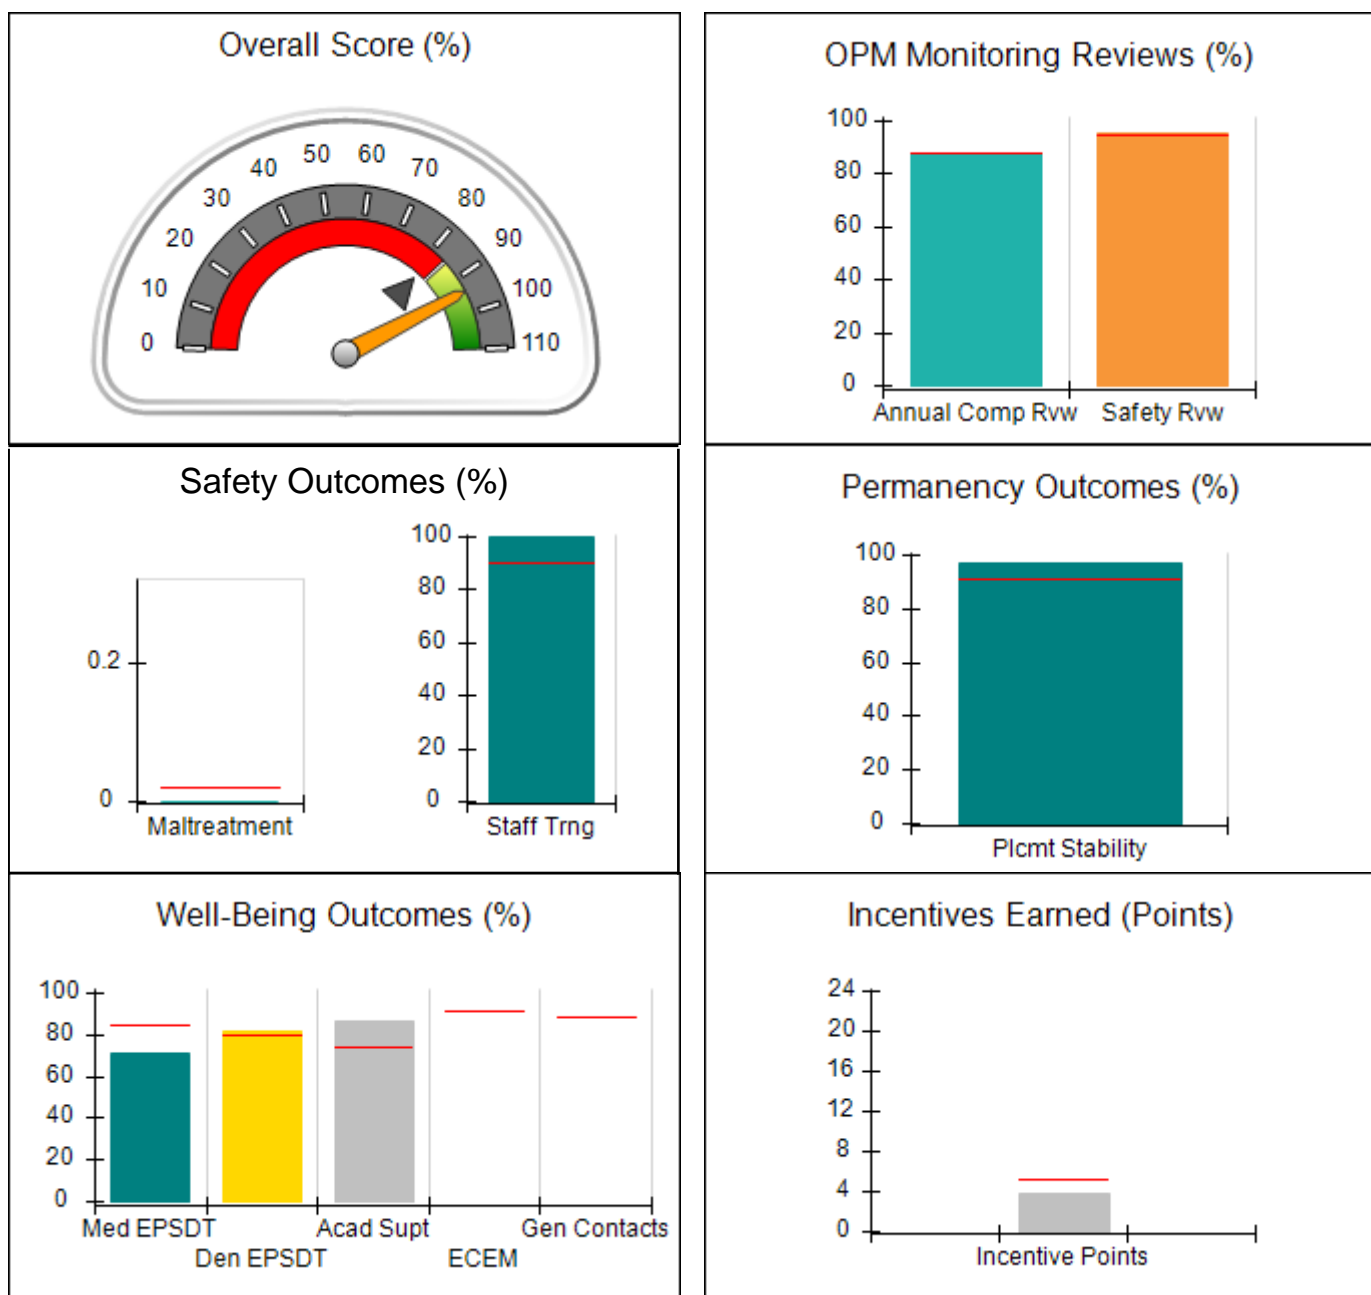 Overall Score (%)
0
10
20
30
40
50
60
70
80
90
100
110
OPM Monitoring Reviews (%)
100
80
60
40
20
0
Annual Comp Rvw
Safety Rvw
Safety Outcomes (%)
0.2
0
Maltreatment
100
80
60
40
20
0
Staff Trng
Permanency Outcomes (%)
100
80
60
40
20
0
Plcmt Stability
Well-Being Outcomes (%)
100
80
60
40
20
0
Med EPSDT
Den EPSDT
Acad Supt
ECEM
Gen Contacts
Incentives Earned (Points)
24
20
16
12
8
4
0
Incentive Points